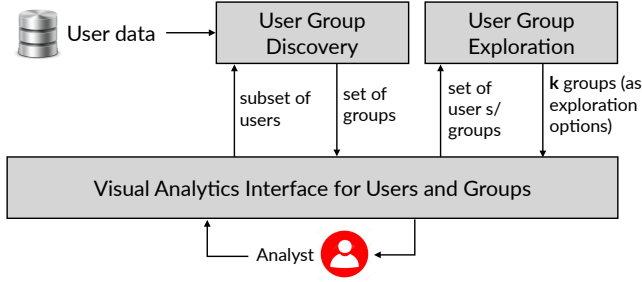 User data
User Group
Discovery
User Group
Exploration
subset of
users
set of
groups
set of
user s/
groups
k groups (as
exploration
options)
Visual Analytics Interface for Users and Groups
Analyst